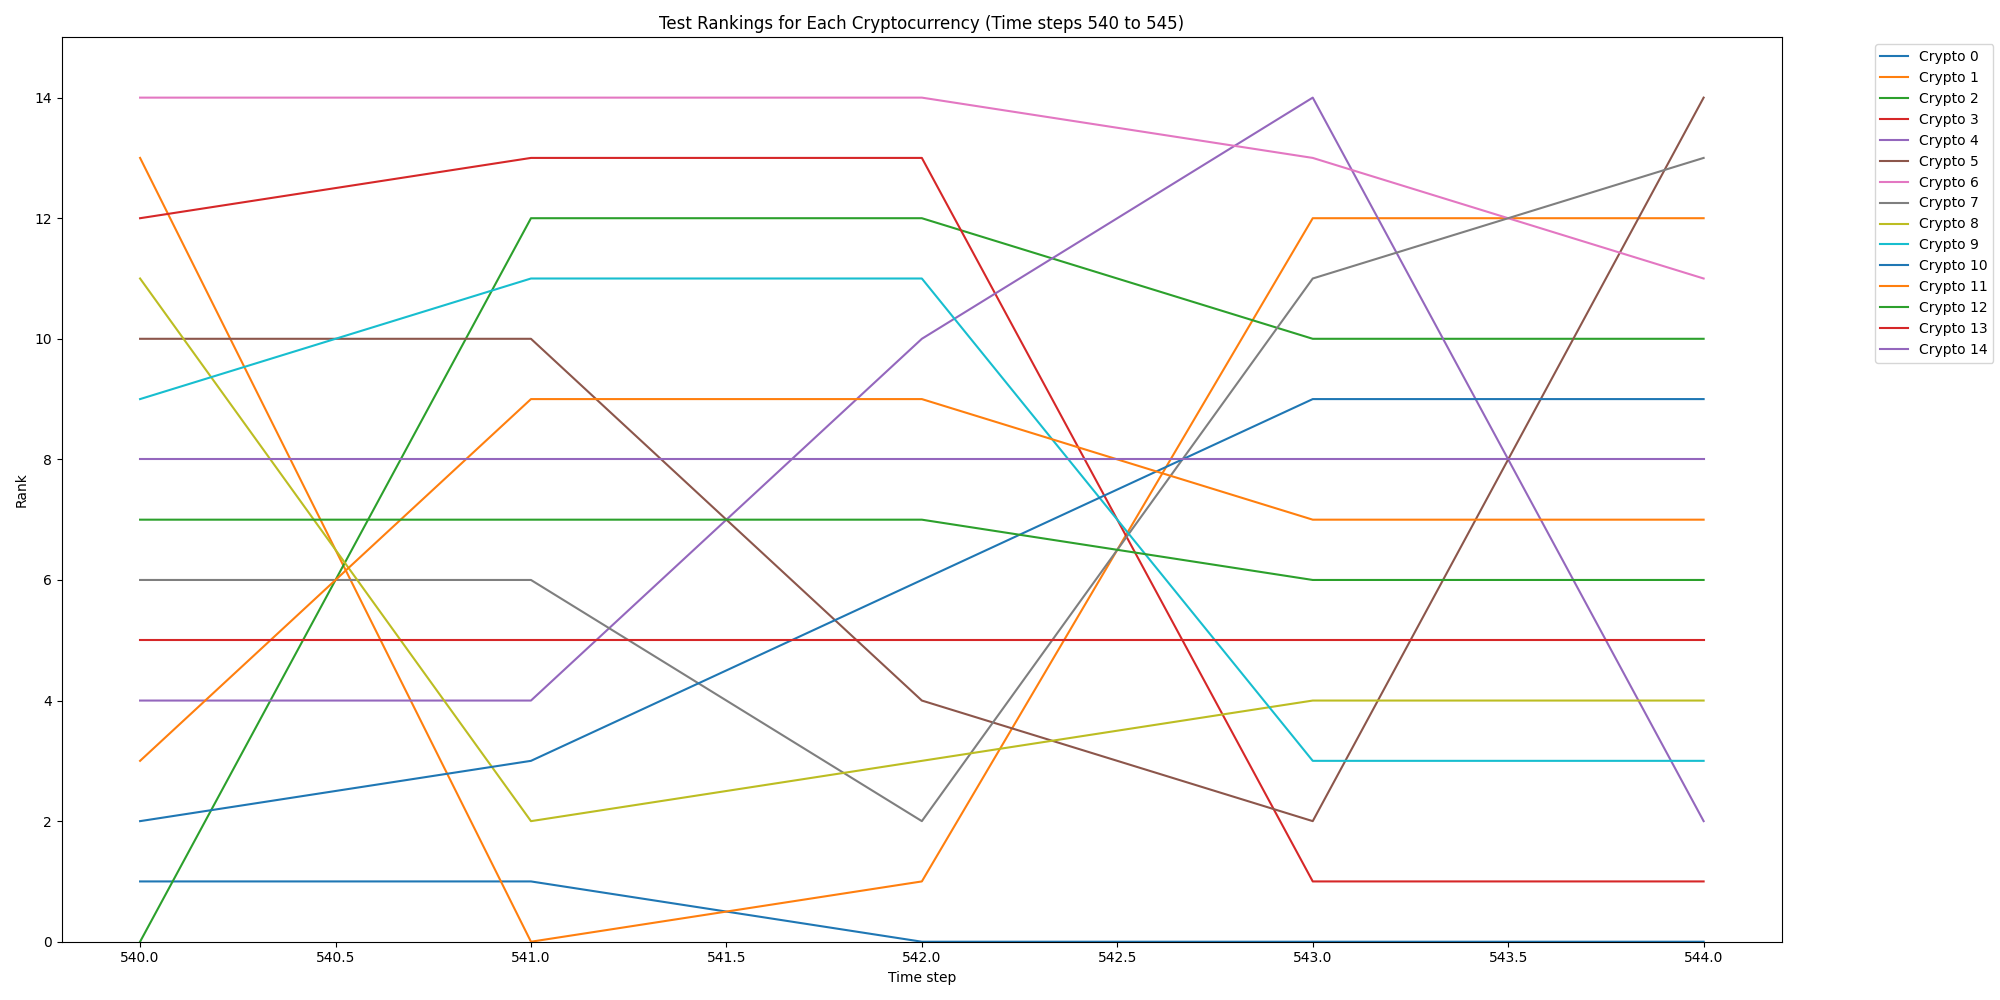 Test Rankings for Each Cryptocurrency (Time steps 540 to 545)
Rank
14
12
10
8
6
4
2
0
540.0 540.5 541.0 541.5 542.0 542.5 543.0 543.5 544.0
Time step
Crypto 0
Crypto 1
Crypto 2
Crypto 3
Crypto 4
Crypto 5
Crypto 6
Crypto 7
Crypto 8
Crypto 9
Crypto 10
Crypto 11
Crypto 12
Crypto 13
Crypto 14